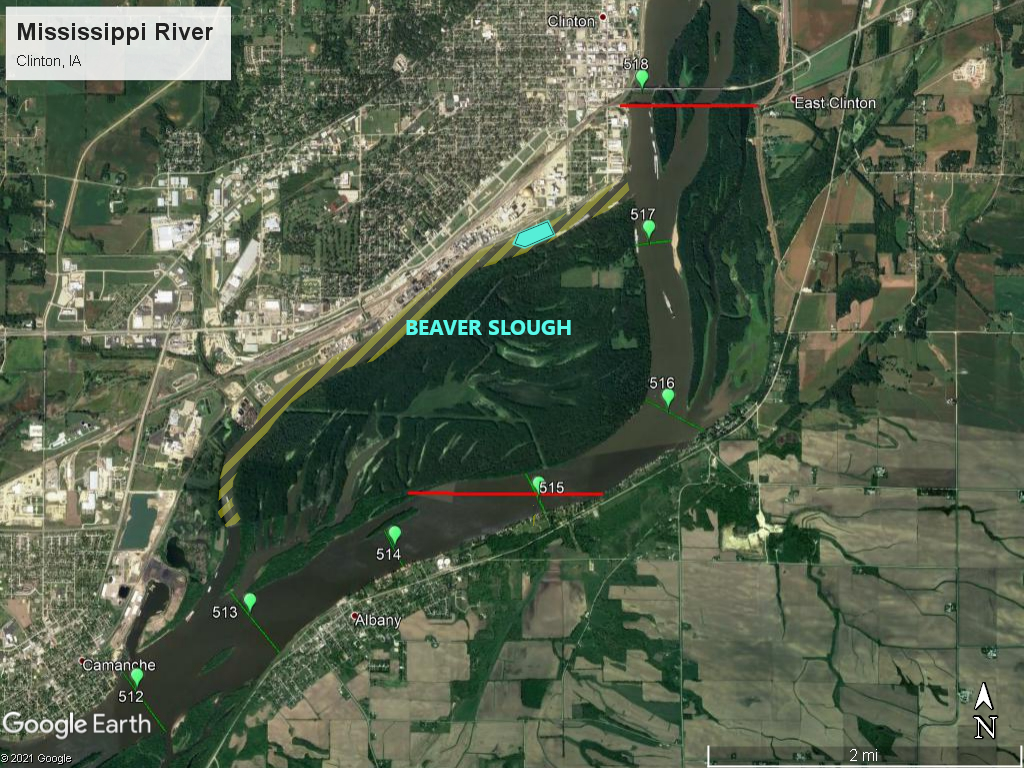 Mississippi River
Clinton, IA
Clinton
518
East Clinton
517
BEAVER SLOUGH
516
515
514
513
Albany
Camanche
512
Google Earth
N
2 mi
© 2021 Google